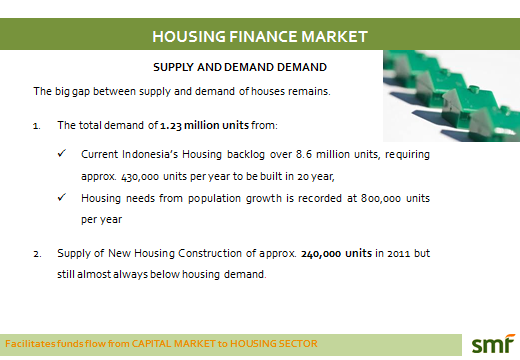 HOUSING FINANCE MARKET
SUPPLY AND DEMAND DEMAND
The big gap between supply and demand of houses remains.
1. The total demand of 1.23 million units from:
✓ Current Indonesia's Housing backlog over 8.6 million units, requiring
approx. 430,000 units per year to be built in 20 year,
✓ Housing needs from population growth is recorded at 800,000 units
per year
2. Supply of New Housing Construction of approx. 240,000 units in 2011 but
still almost always below housing demand.
Facilitates funds flow from CAPITAL MARKET to HOUSING SECTOR
smf